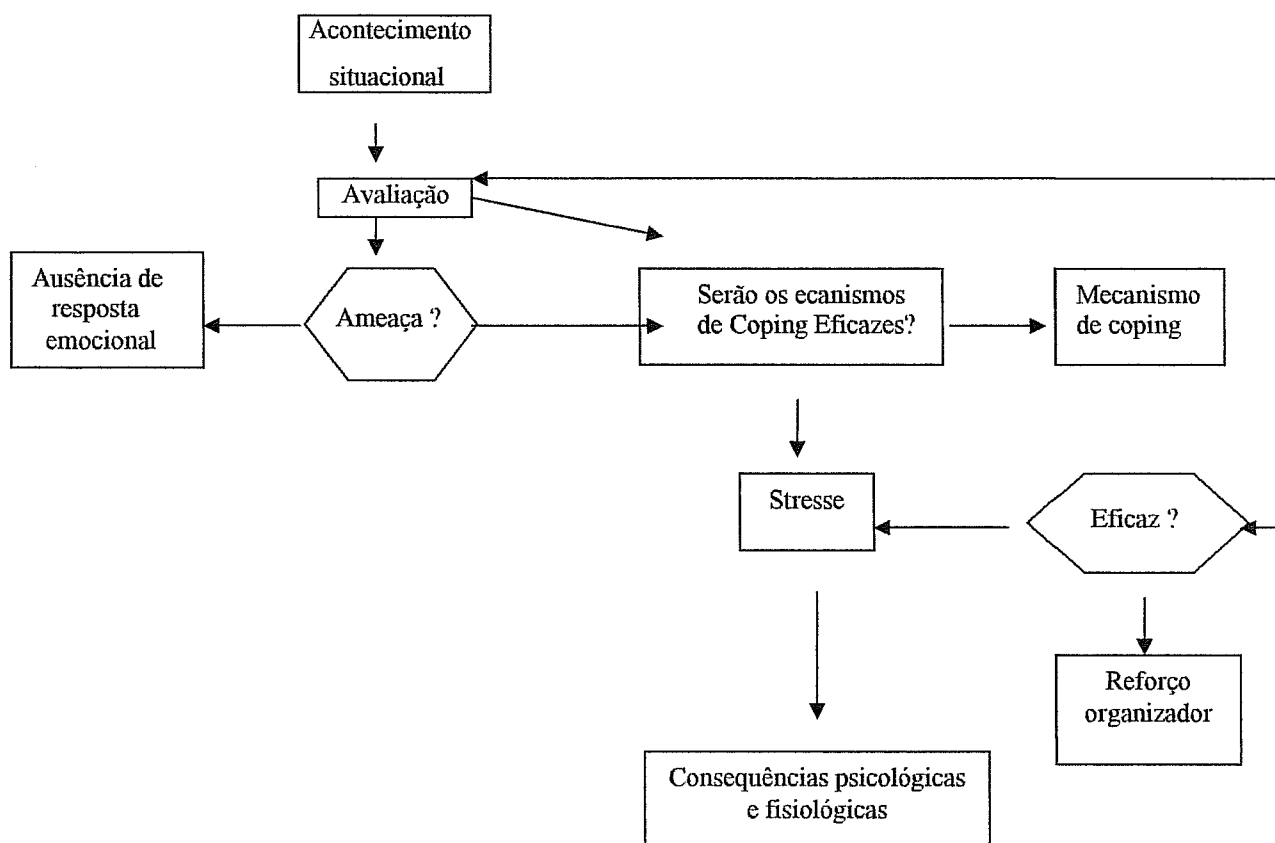 Acontecimento
situacional
Avaliação
Ausência de
resposta
emocional
Ameaça ?
Serão os ecanismos
de Coping Eficazes?
Mecanismo
de coping
Stresse
Eficaz ?
Reforço
organizador
Consequências psicológicas
e fisiológicas